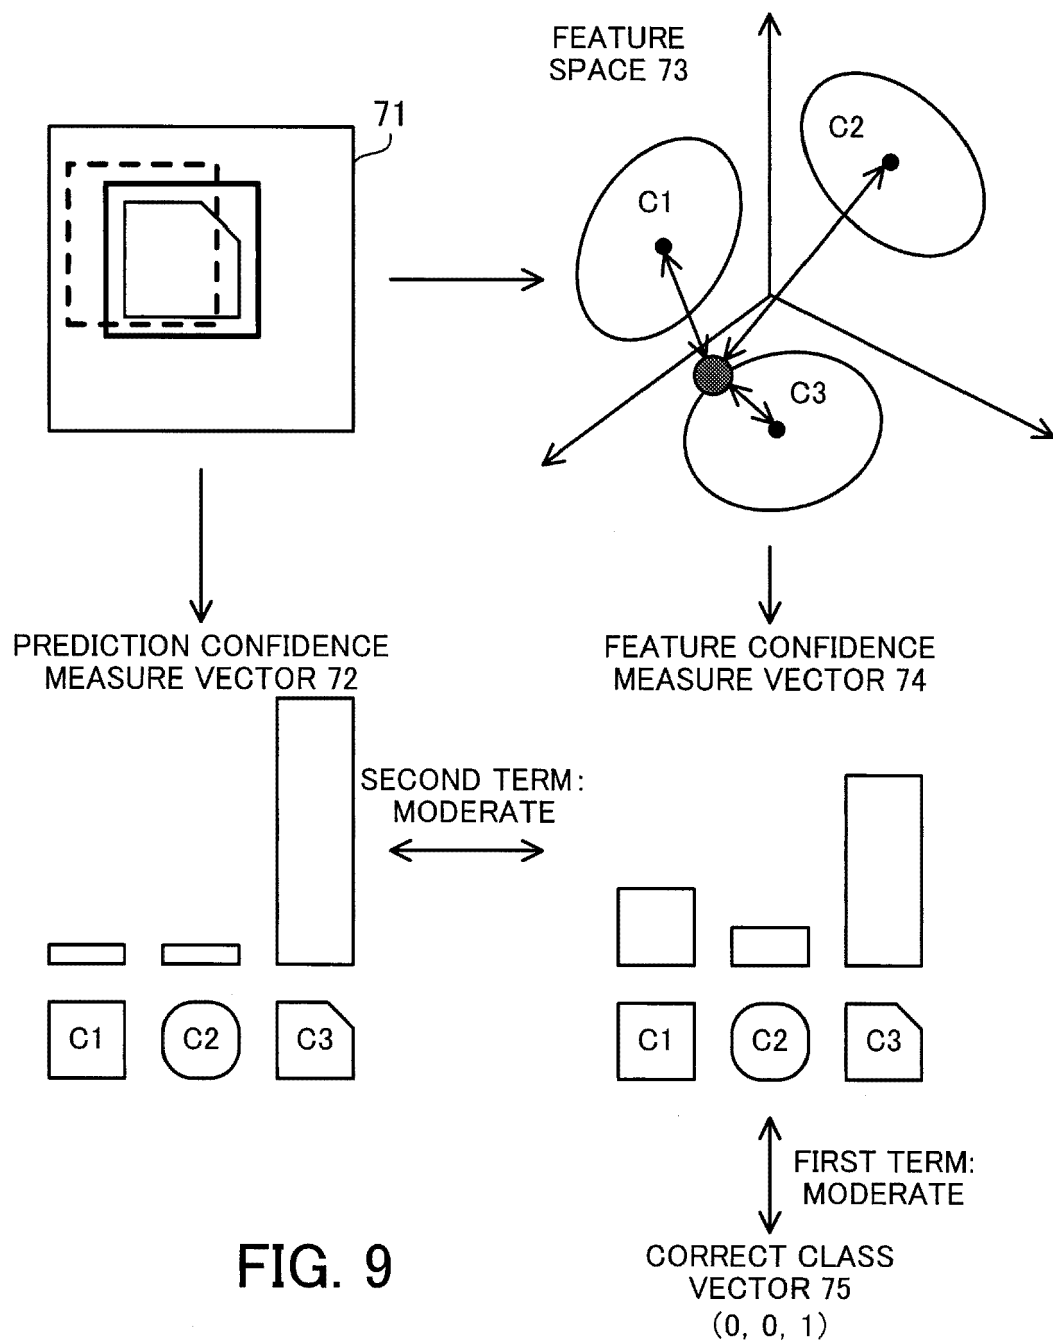 FEATURE
SPACE 73
71
C1
C2
C3
PREDICTION CONFIDENCE
MEASURE VECTOR 72
FEATURE CONFIDENCE
MEASURE VECTOR 74
SECOND TERM:
MODERATE
C1
C2
C3
C1
C2
C3
FIRST TERM:
MODERATE
CORRECT CLASS
VECTOR 75
(0, 0, 1)
FIG. 9